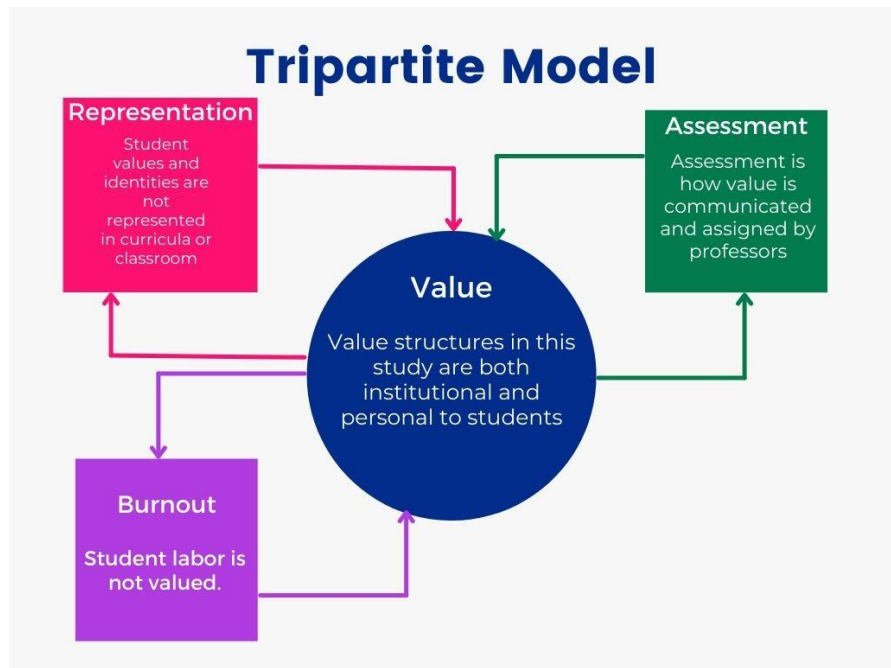 Tripartite Model
Representation
Student
values and
identities are
not
represented
in curricula or
classroom
Assessment
Assessment is
how value is
communicated
and assigned by
professors
Value
Value structures in this
study are both
institutional and
personal to students
Burnout
Student labor is
not valued.